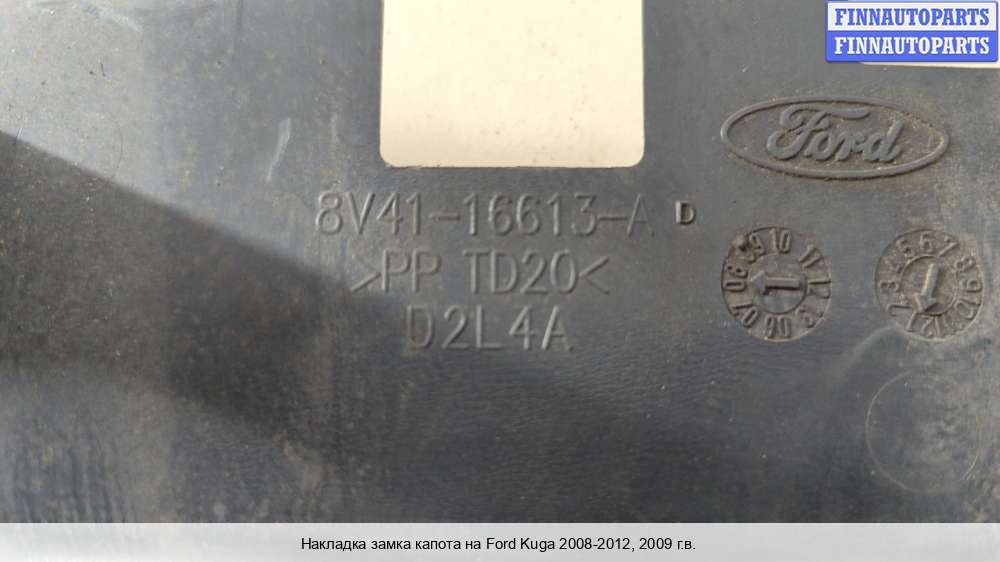 FINNAUTOPARTS
FINNAUTOPARTS
Ford
8V41-16613-A D
>PP TD20<
D2L4A
Накладка замка капота на Ford Kuga 2008-2012, 2009 г.в.